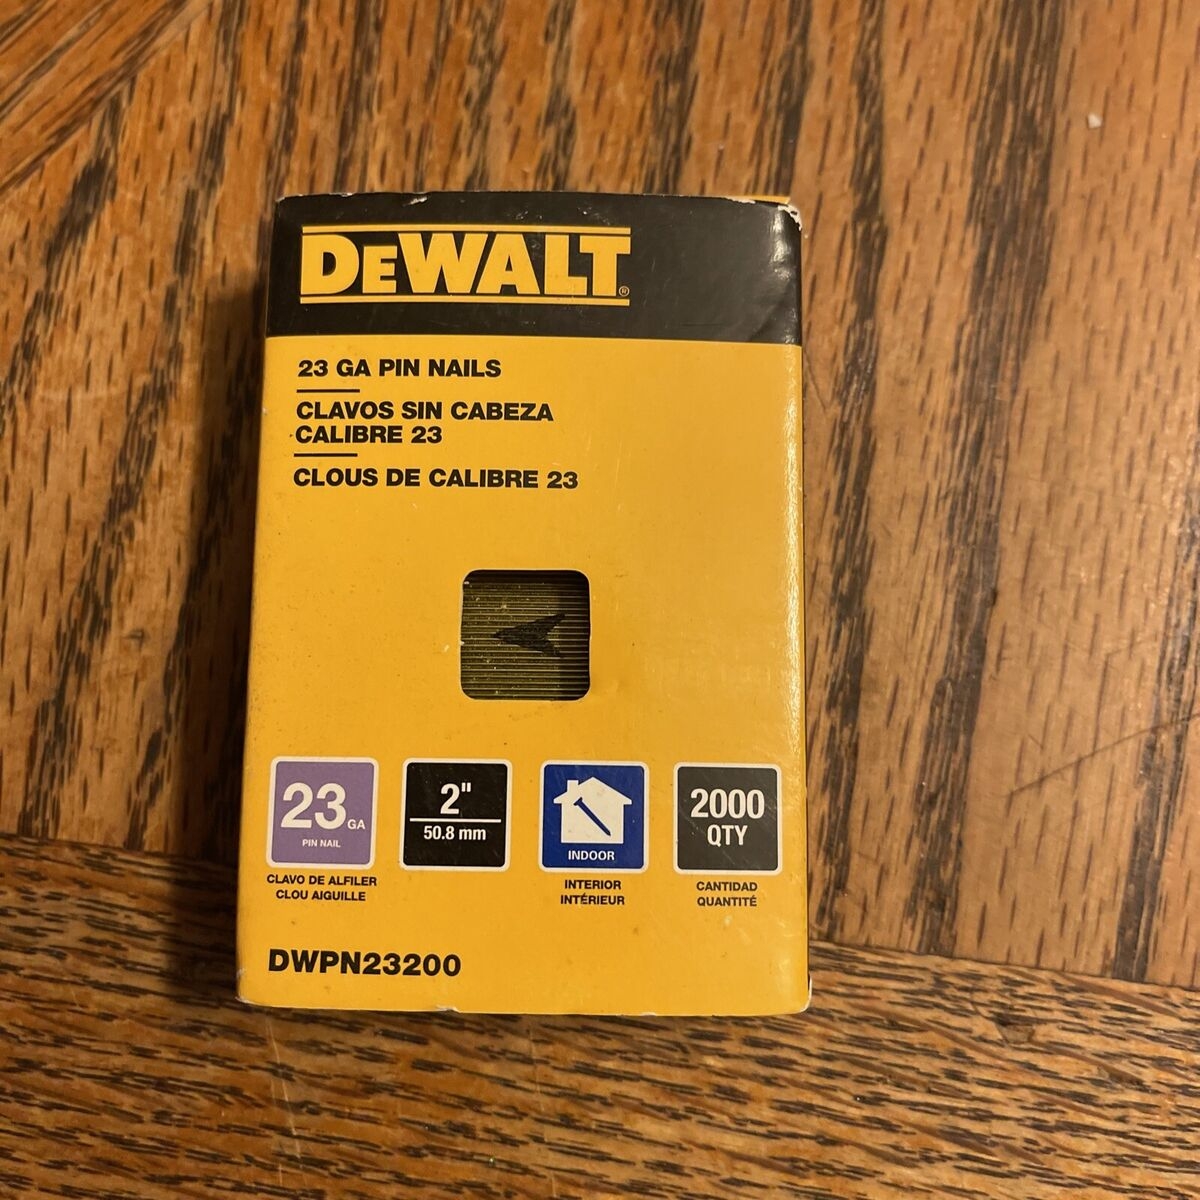 DEWALT®
23 GA PIN NAILS
CLAVOS SIN CABEZA
CALIBRE 23
CLOUS DE CALIBRE 23
23 GA
PIN NAIL
CLAVO DE ALFILER
CLOU AIGUILLE
2"
50.8 mm
INDOOR
INTERIOR
INTÉRIEUR
2000
QTY
CANTIDAD
QUANTITÉ
DWPN23200